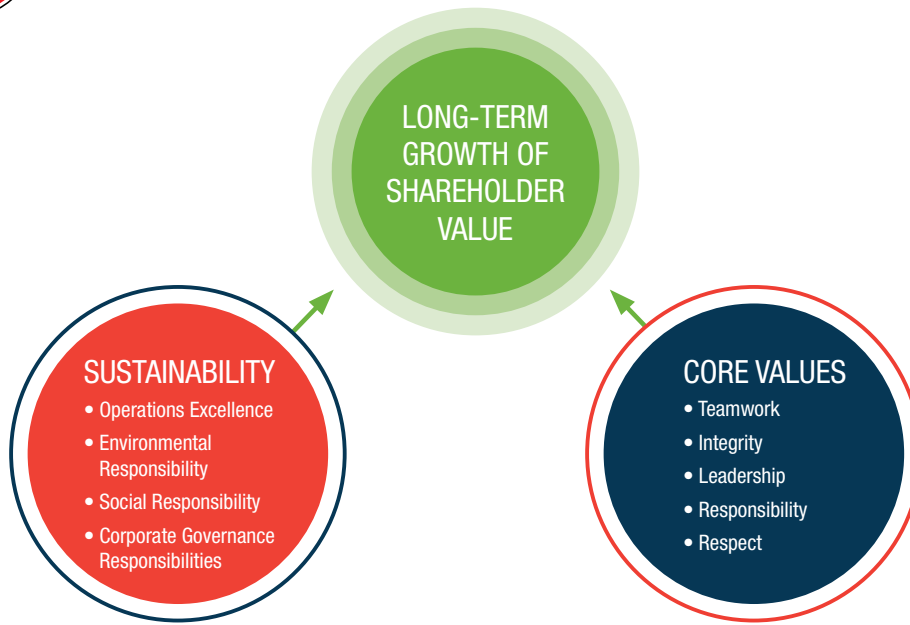 LONG-TERM
GROWTH OF
SHAREHOLDER
VALUE
SUSTAINABILITY
• Operations Excellence
• Environmental
Responsibility
• Social Responsibility
• Corporate Governance
Responsibilities
CORE VALUES
• Teamwork
• Integrity
• Leadership
• Responsibility
• Respect